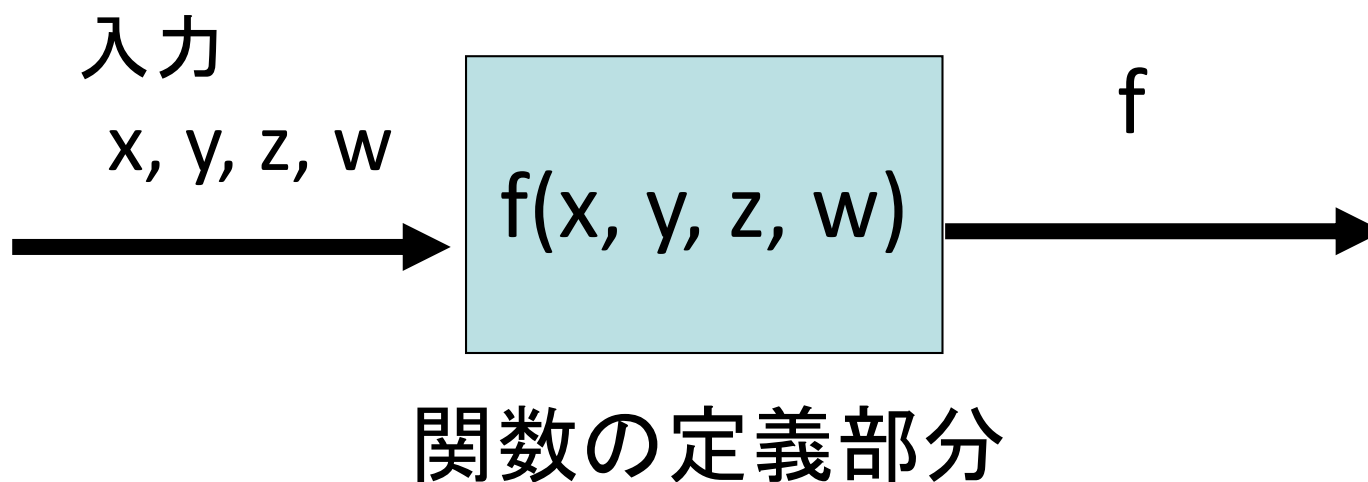 入力
x, y, z, w
f(x, y, z, w)
f
関数の定義部分